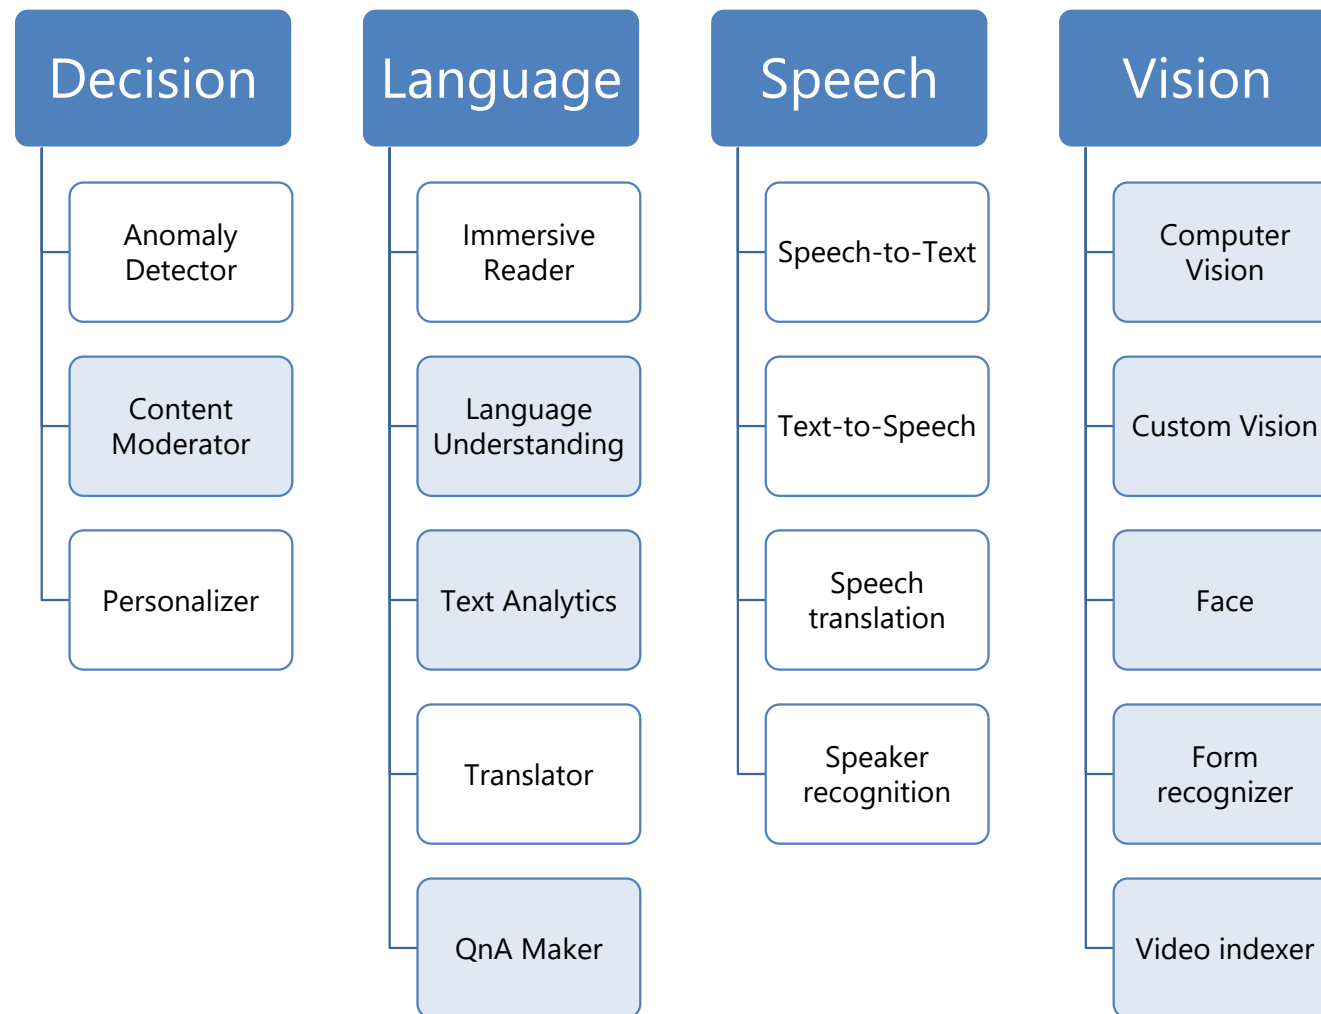 Decision
Anomaly
Detector
Content
Moderator
Personalizer
Language
Immersive
Reader
Language
Understanding
Text Analytics
Translator
QnA Maker
Speech
Speech-to-Text
Text-to-Speech
Speech
translation
Speaker
recognition
Vision
Computer
Vision
Custom Vision
Face
Form
recognizer
Video indexer